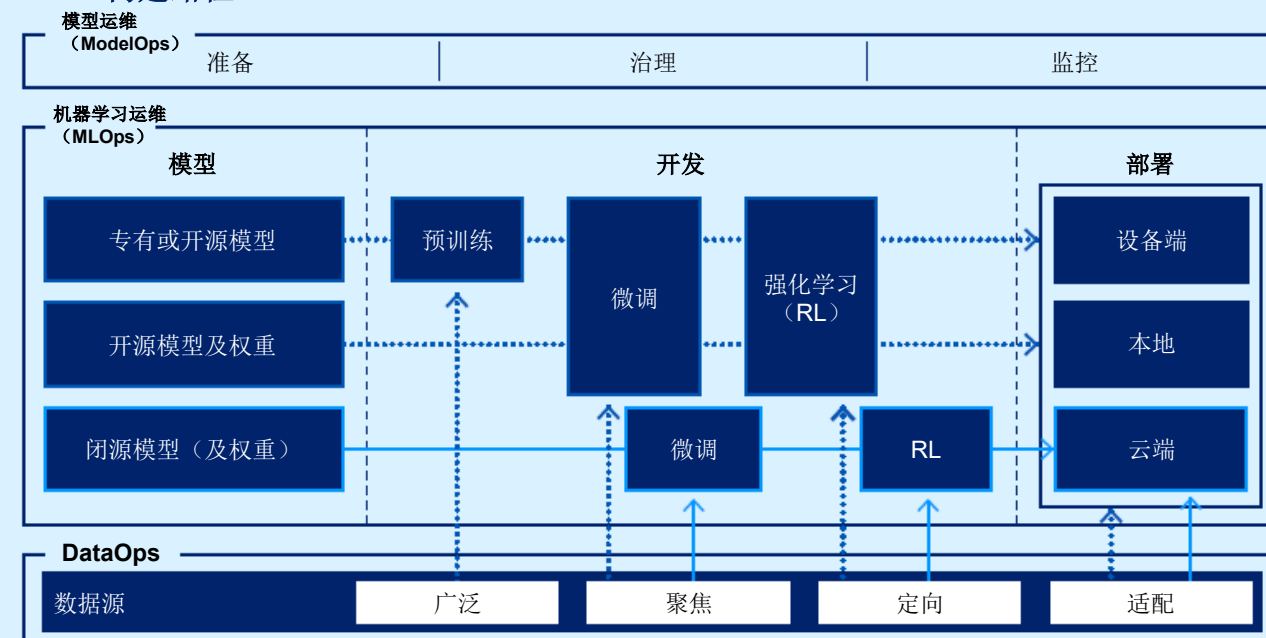 模型运维
（ModelOps）
准备
治理
监控
机器学习运维
（MLOps）
模型
开发
部署
专有或开源模型
预训练
微调
强化学习
（RL）
设备端
开源模型及权重
本地
闭源模型（及权重）
微调
RL
云端
DataOps
数据源
广泛
聚焦
定向
适配